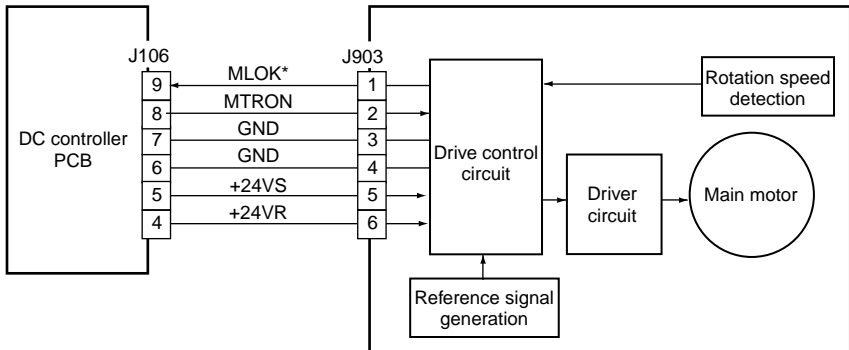 J106
J903
DC controller
PCB
9
MLOK*
1
8
MTRON
2
7
GND
3
6
GND
4
5
+24VS
5
4
+24VR
6
Drive control
circuit
Rotation speed
detection
Driver
circuit
Main motor
Reference signal
generation